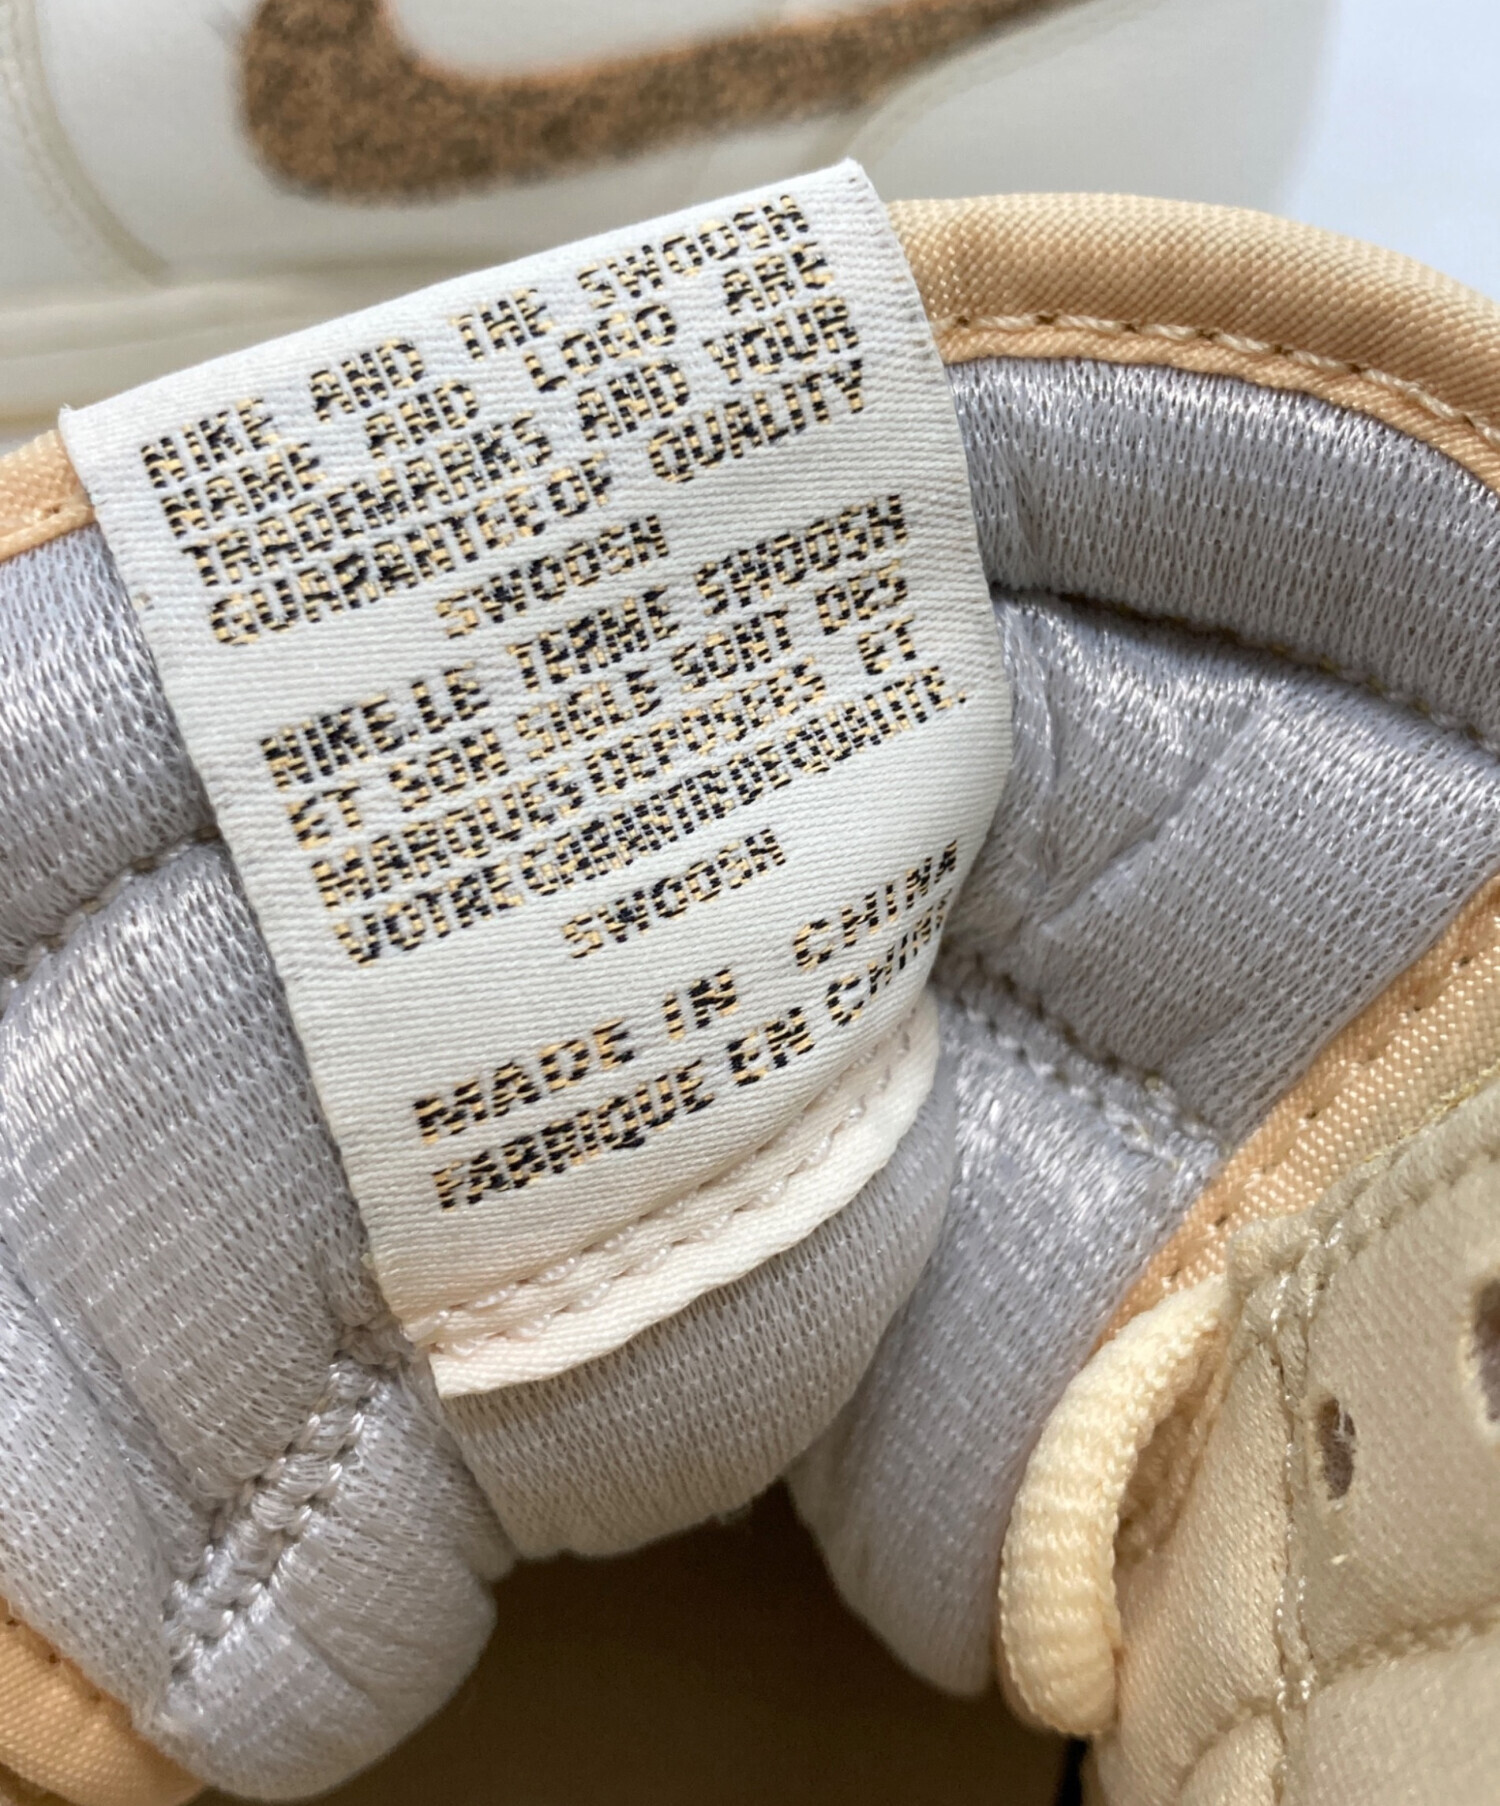 NIKE AND THE SWOOSH
NAME AND LOGO ARE
TRADEMARKS AND YOUR
GUARANTEE OF QUALITY
SWOOSH
NIKE.LE TERME SWOOSH
ET SON SIGLE SONT DES
MARQUES DEPOSEES ET
VOTRE GARANTIE DE QUALITE.
SWOOSH
MADE IN CHINA
FABRIQUE EN CHINE